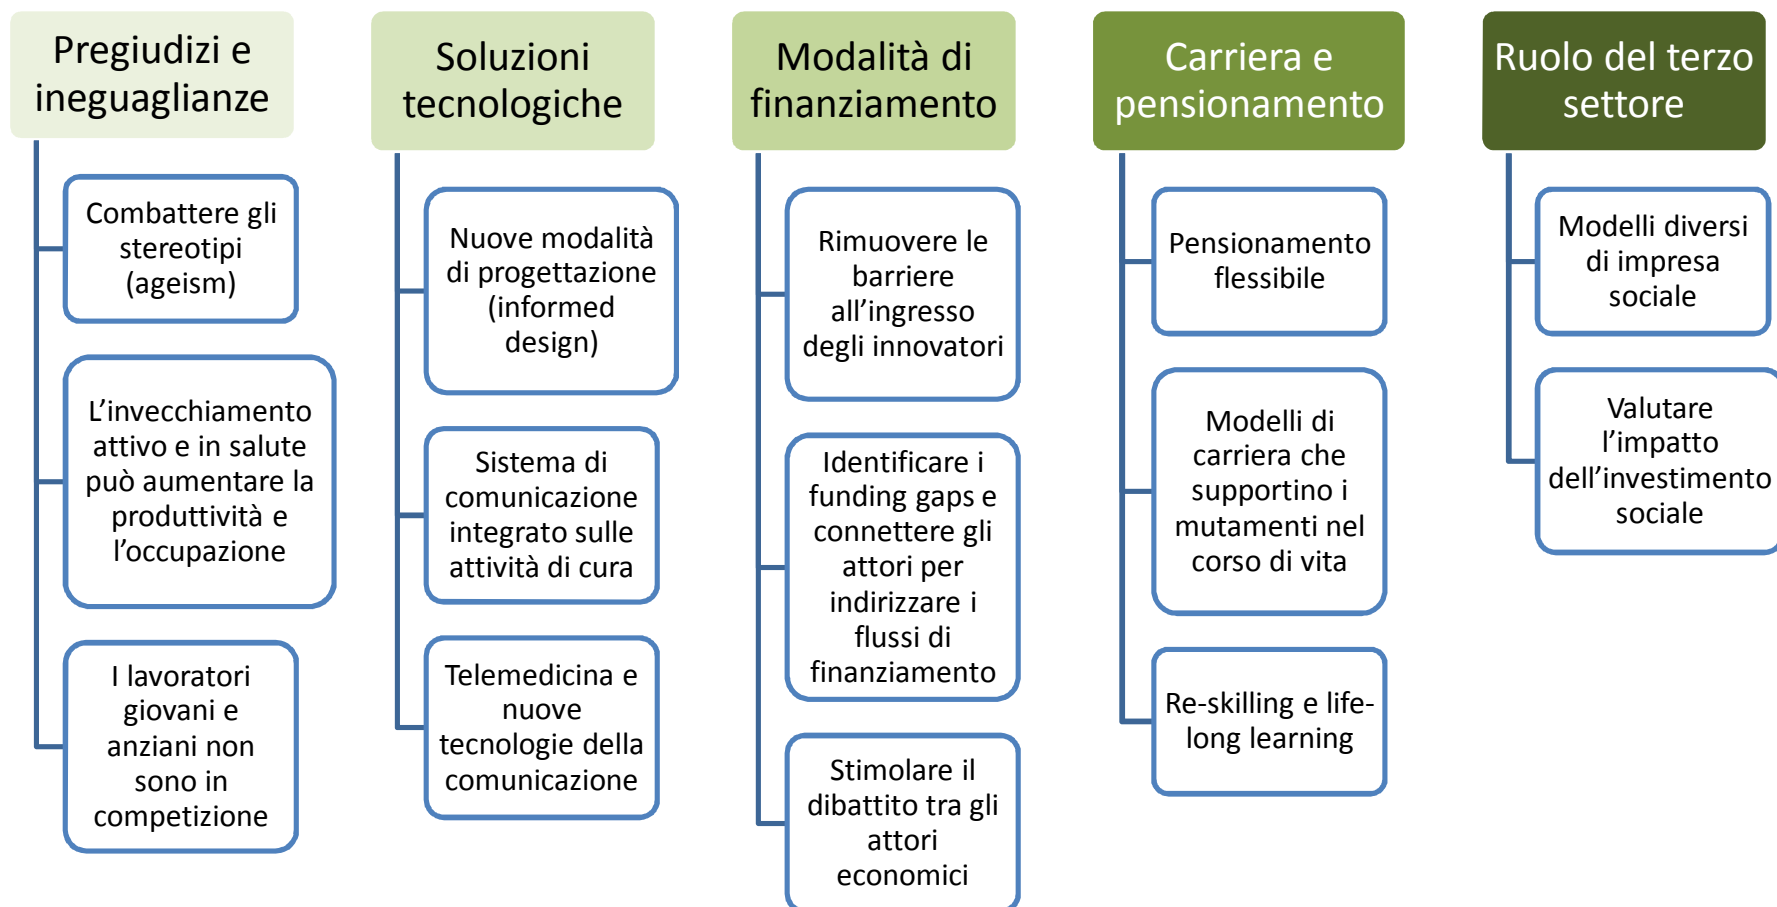 Pregiudizi e
ineguaglianze
Combattere gli
stereotipi
(ageism)
L’invecchiamento
attivo e in salute
può aumentare la
produttività e
l’occupazione
I lavoratori
giovani e
anziani non
sono in
competizione
Soluzioni
tecnologiche
Nuove modalità
di progettazione
(informed
design)
Sistema di
comunicazione
integrato sulle
attività di cura
Telemedicina e
nuove
tecnologie della
comunicazione
Modalità di
finanziamento
Rimuovere le
barriere
all’ingresso
degli innovatori
Identificare i
funding gaps e
connettere gli
attori per
indirizzare i
flussi di
finanziamento
Stimolare il
dibattito tra gli
attori
economici
Carriera e
pensionamento
Pensionamento
flessibile
Modelli di
carriera che
supportino i
mutamenti nel
corso di vita
Re-skilling e life-
long learning
Ruolo del terzo
settore
Modelli diversi
di impresa
sociale
Valutare
l’impatto
dell’investimento
sociale